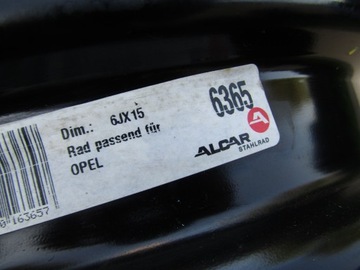 Dim.: 6JX15
6365
Rad passend für
OPEL
A
ALCAR
STAHLRAD
163657